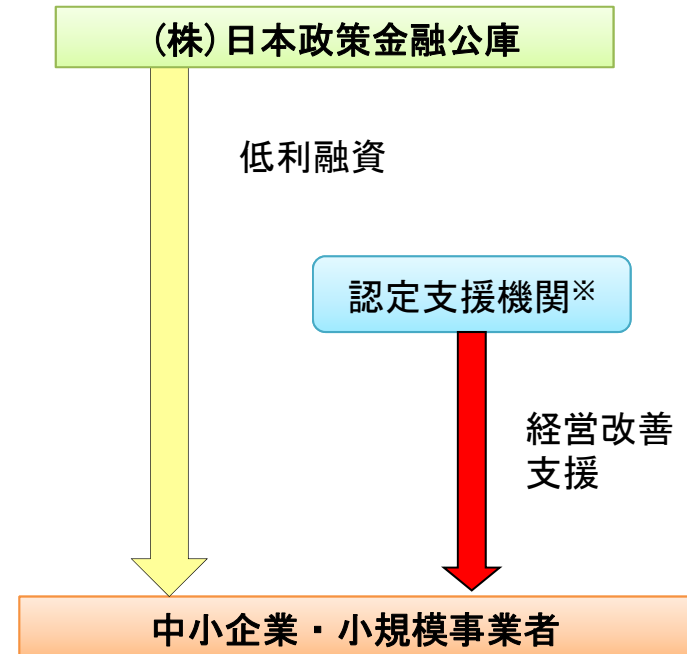 (株)日本政策金融公庫
低利融資
認定支援機関※
経営改善
支援
中小企業・小規模事業者